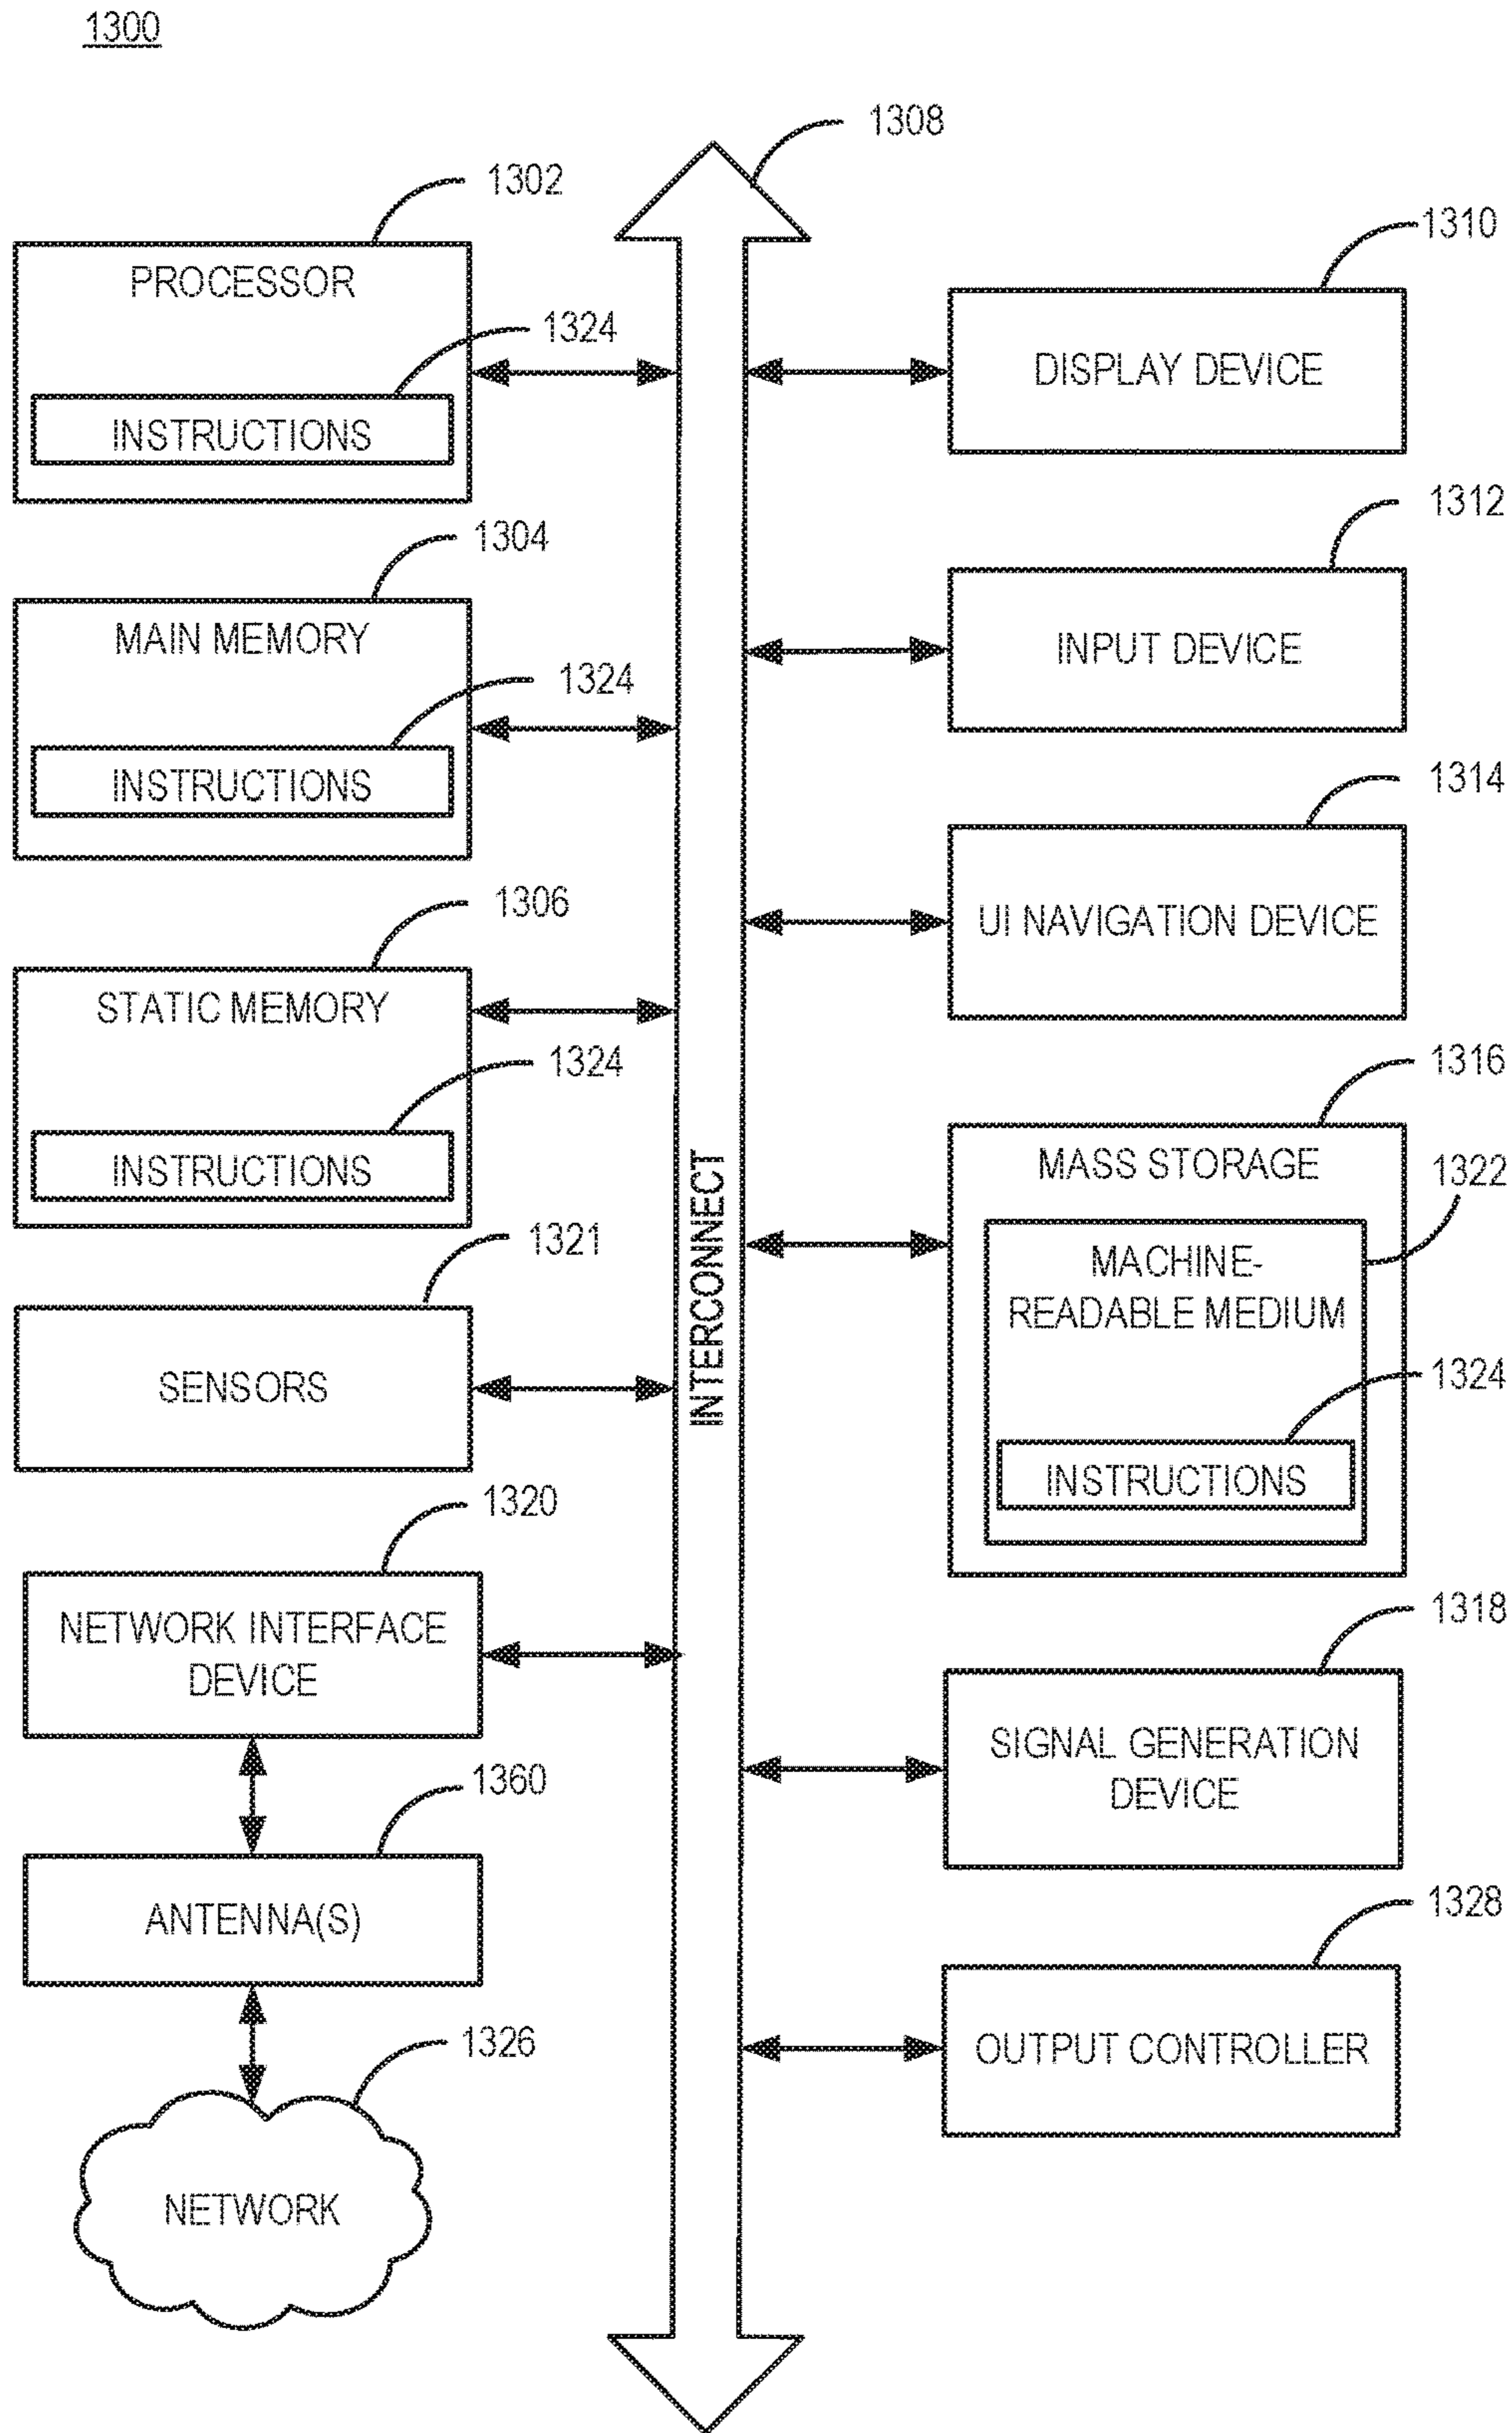 1300
1308
1302
PROCESSOR
1324
INSTRUCTIONS
1304
MAIN MEMORY
1324
INSTRUCTIONS
1306
STATIC MEMORY
1324
INSTRUCTIONS
1321
SENSORS
1320
NETWORK INTERFACE
DEVICE
1360
ANTENNA(S)
1326
NETWORK
INTERCONNECT
1310
DISPLAY DEVICE
1312
INPUT DEVICE
1314
UI NAVIGATION DEVICE
1316
MASS STORAGE
1322
MACHINE-
READABLE MEDIUM
1324
INSTRUCTIONS
1318
SIGNAL GENERATION
DEVICE
1328
OUTPUT CONTROLLER